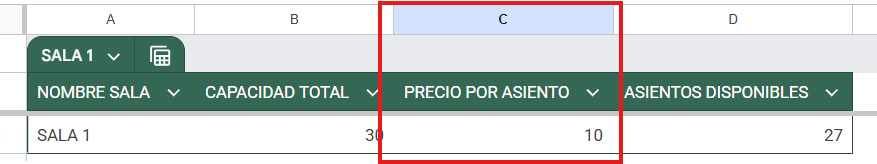 A B C D
SALA 1
NOMBRE SALA CAPACIDAD TOTAL PRECIO POR ASIENTO ASIENTOS DISPONIBLES
SALA 1 30 10 27